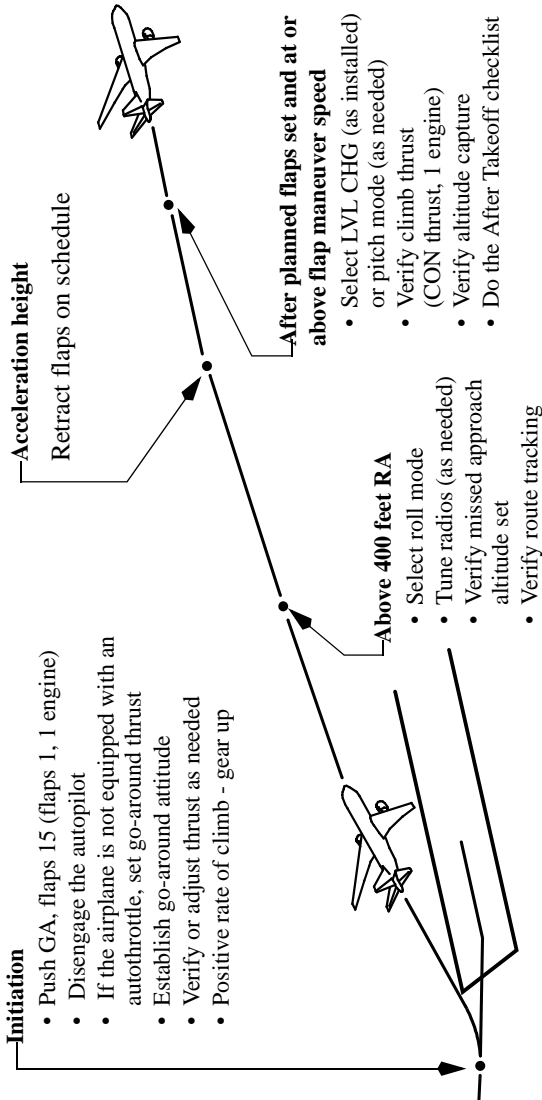 Initiation
• Push GA, flaps 15 (flaps 1, 1 engine)
• Disengage the autopilot
• If the airplane is not equipped with an
autothrottle, set go-around thrust
• Establish go-around attitude
• Verify or adjust thrust as needed
• Positive rate of climb - gear up
Above 400 feet RA
• Select roll mode
• Tune radios (as needed)
• Verify missed approach
altitude set
• Verify route tracking
Acceleration height
Retract flaps on schedule
After planned flaps set and at or
above flap maneuver speed
• Select LVL CHG (as installed)
or pitch mode (as needed)
• Verify climb thrust
(CON thrust, 1 engine)
• Verify altitude capture
• Do the After Takeoff checklist